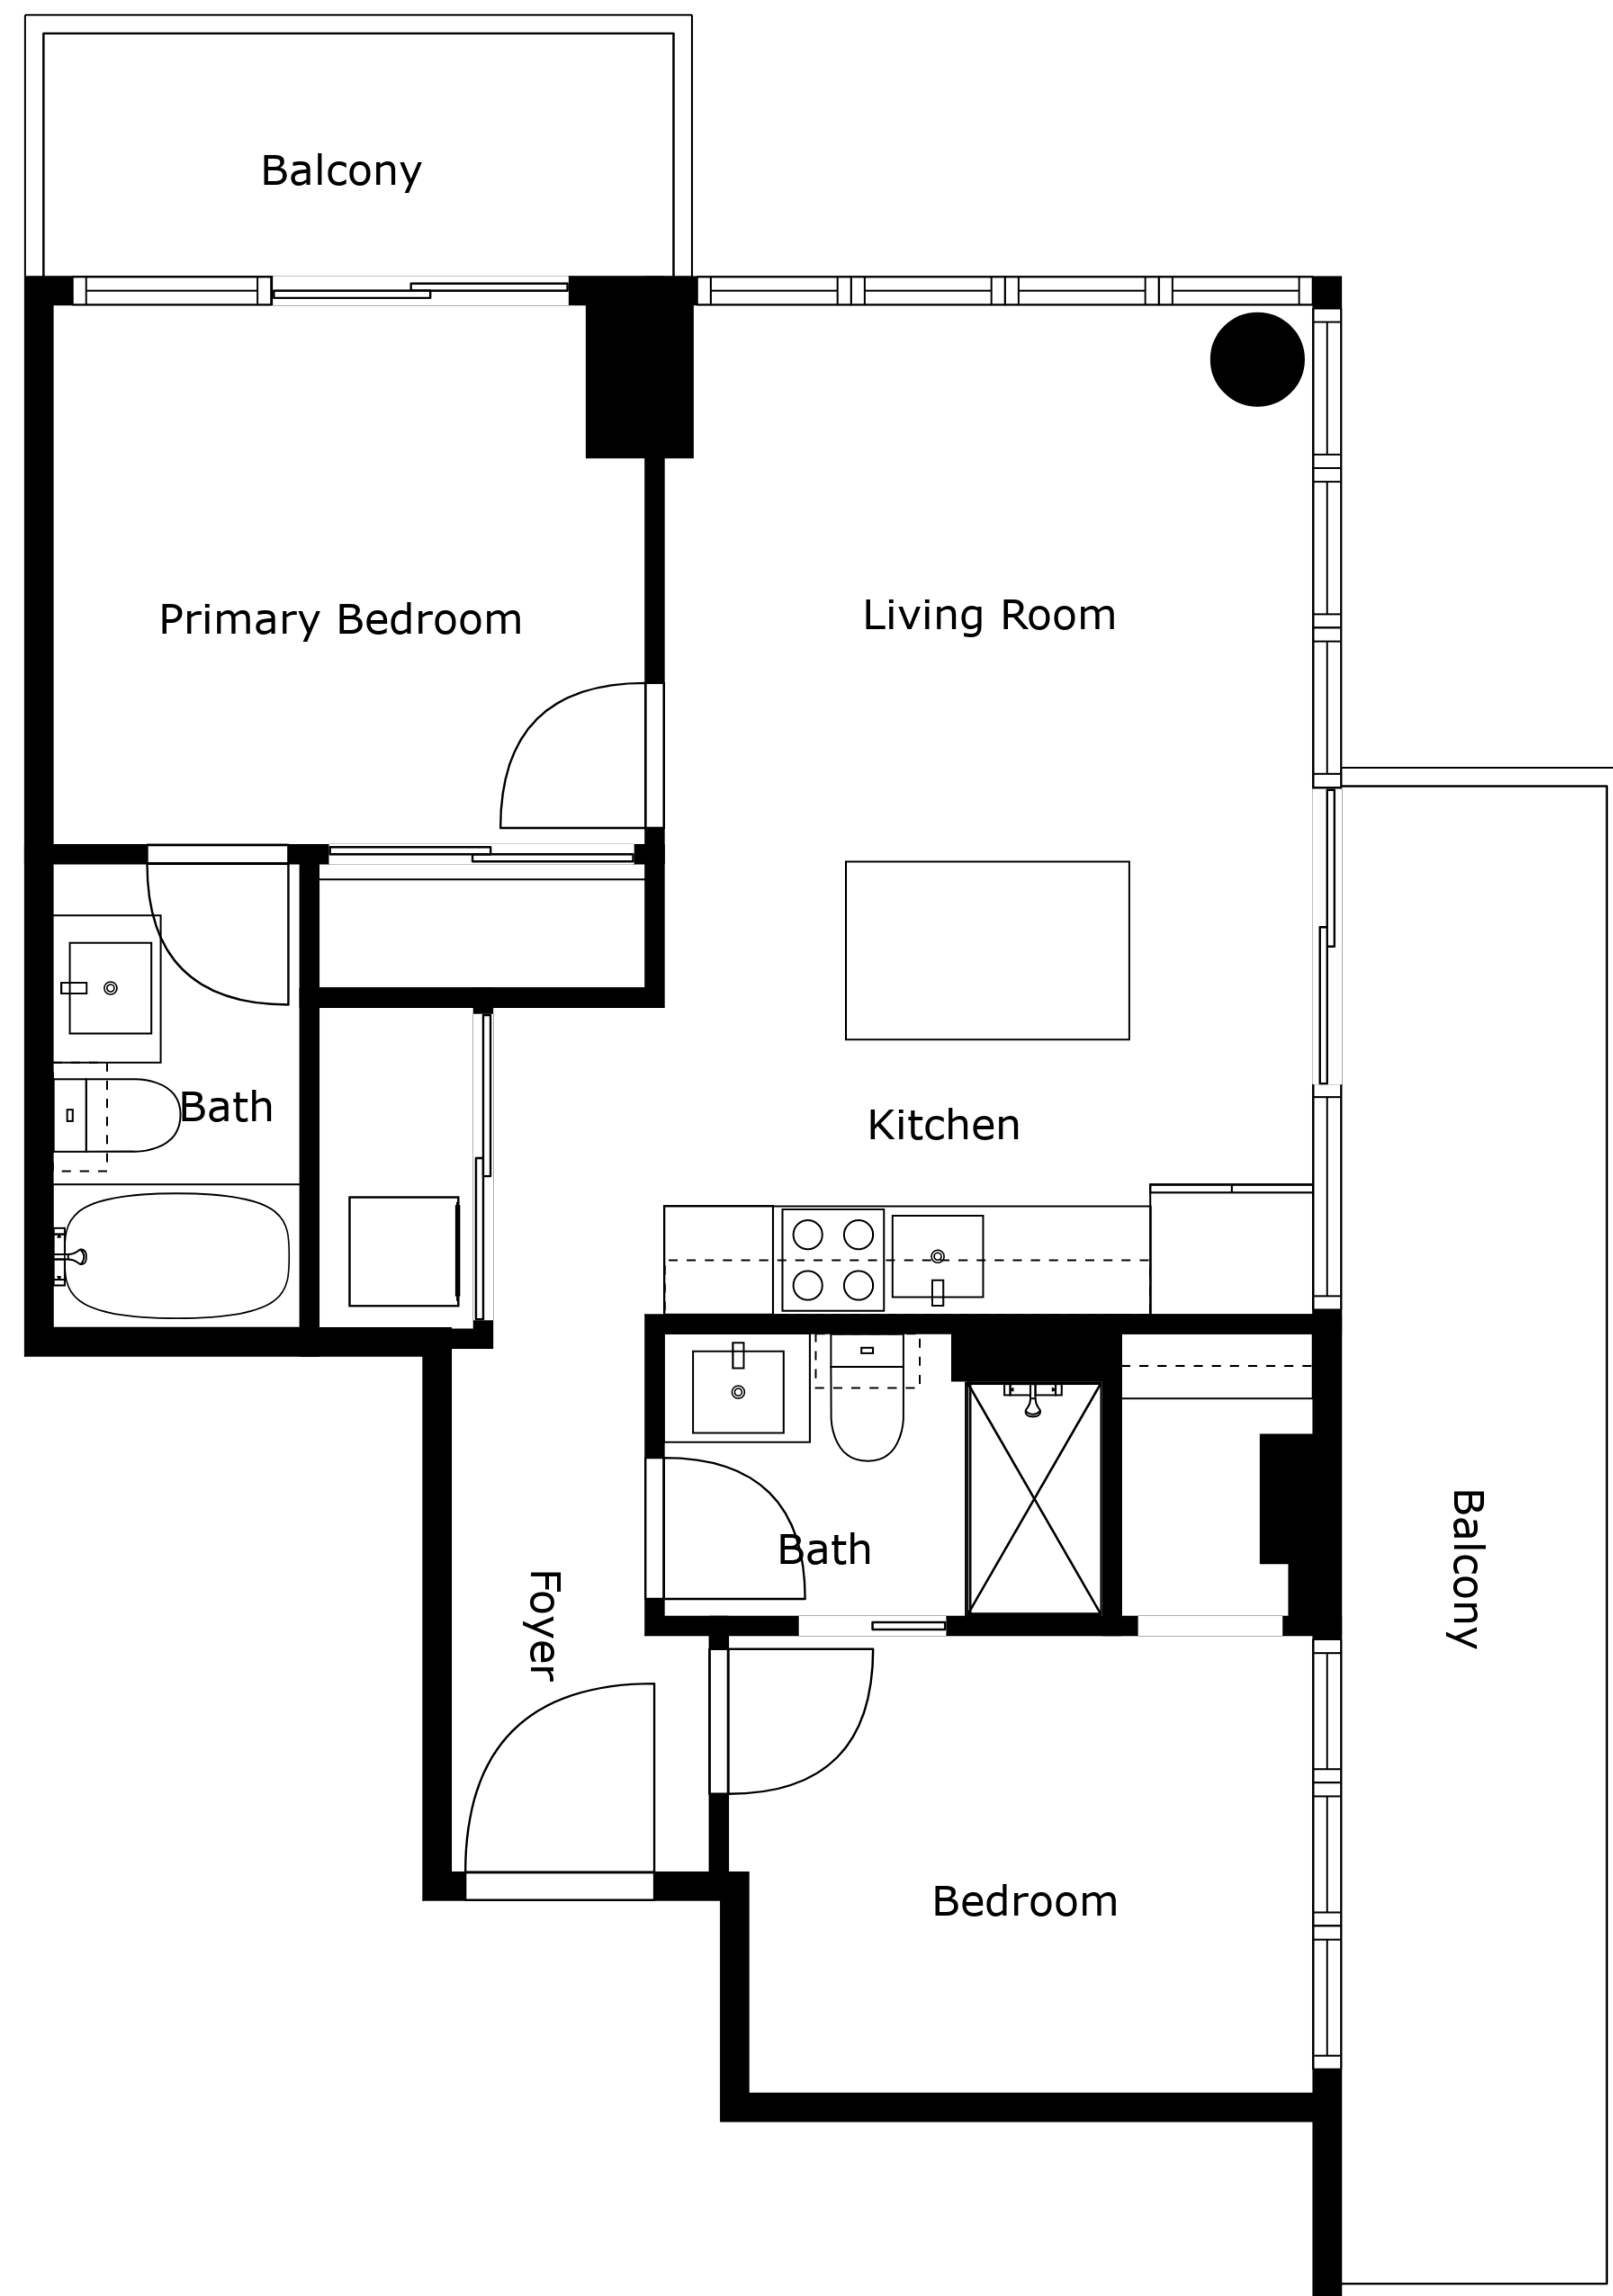 Balcony
Primary Bedroom
Living Room
Bath
Kitchen
Balcony
Bath
Foyer
Bedroom